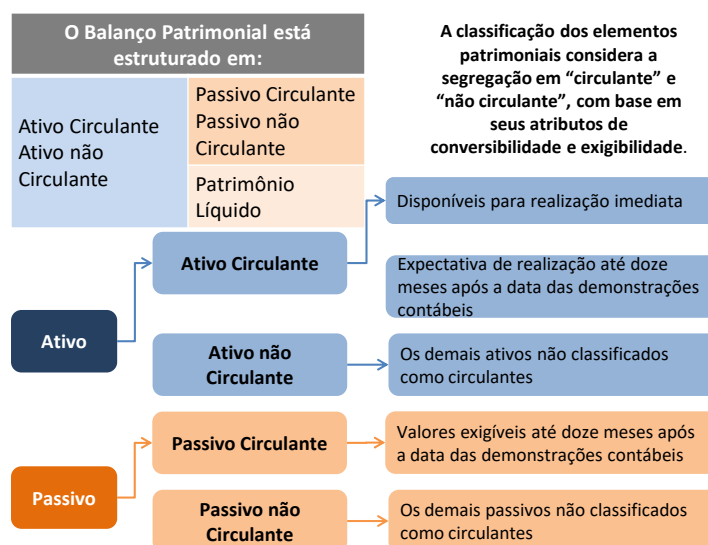 O Balanço Patrimonial está
estruturado em:
Ativo Circulante
Ativo não
Circulante
Passivo Circulante
Passivo não
Circulante
Patrimônio
Líquido
A classificação dos elementos
patrimoniais considera a
segregação em “circulante” e
“não circulante”, com base em
seus atributos de
conversibilidade e exigibilidade.
Ativo
Ativo Circulante
Disponíveis para realização imediata
Expectativa de realização até doze
meses após a data das demonstrações
contábeis
Ativo não
Circulante
Os demais ativos não classificados
como circulantes
Passivo
Passivo Circulante
Valores exigíveis até doze meses após
a data das demonstrações contábeis
Passivo não
Circulante
Os demais passivos não classificados
como circulantes